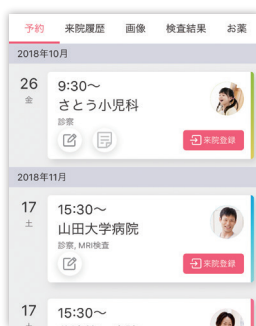 予約 来院履歴 画像 検査結果 お薬
2018年10月
26 9:30〜
金 さとう小児科
診察
来院登録
2018年11月
17 15:30〜
土 山田大学病院
診察, MRI検査
来院登録
17 15:30〜